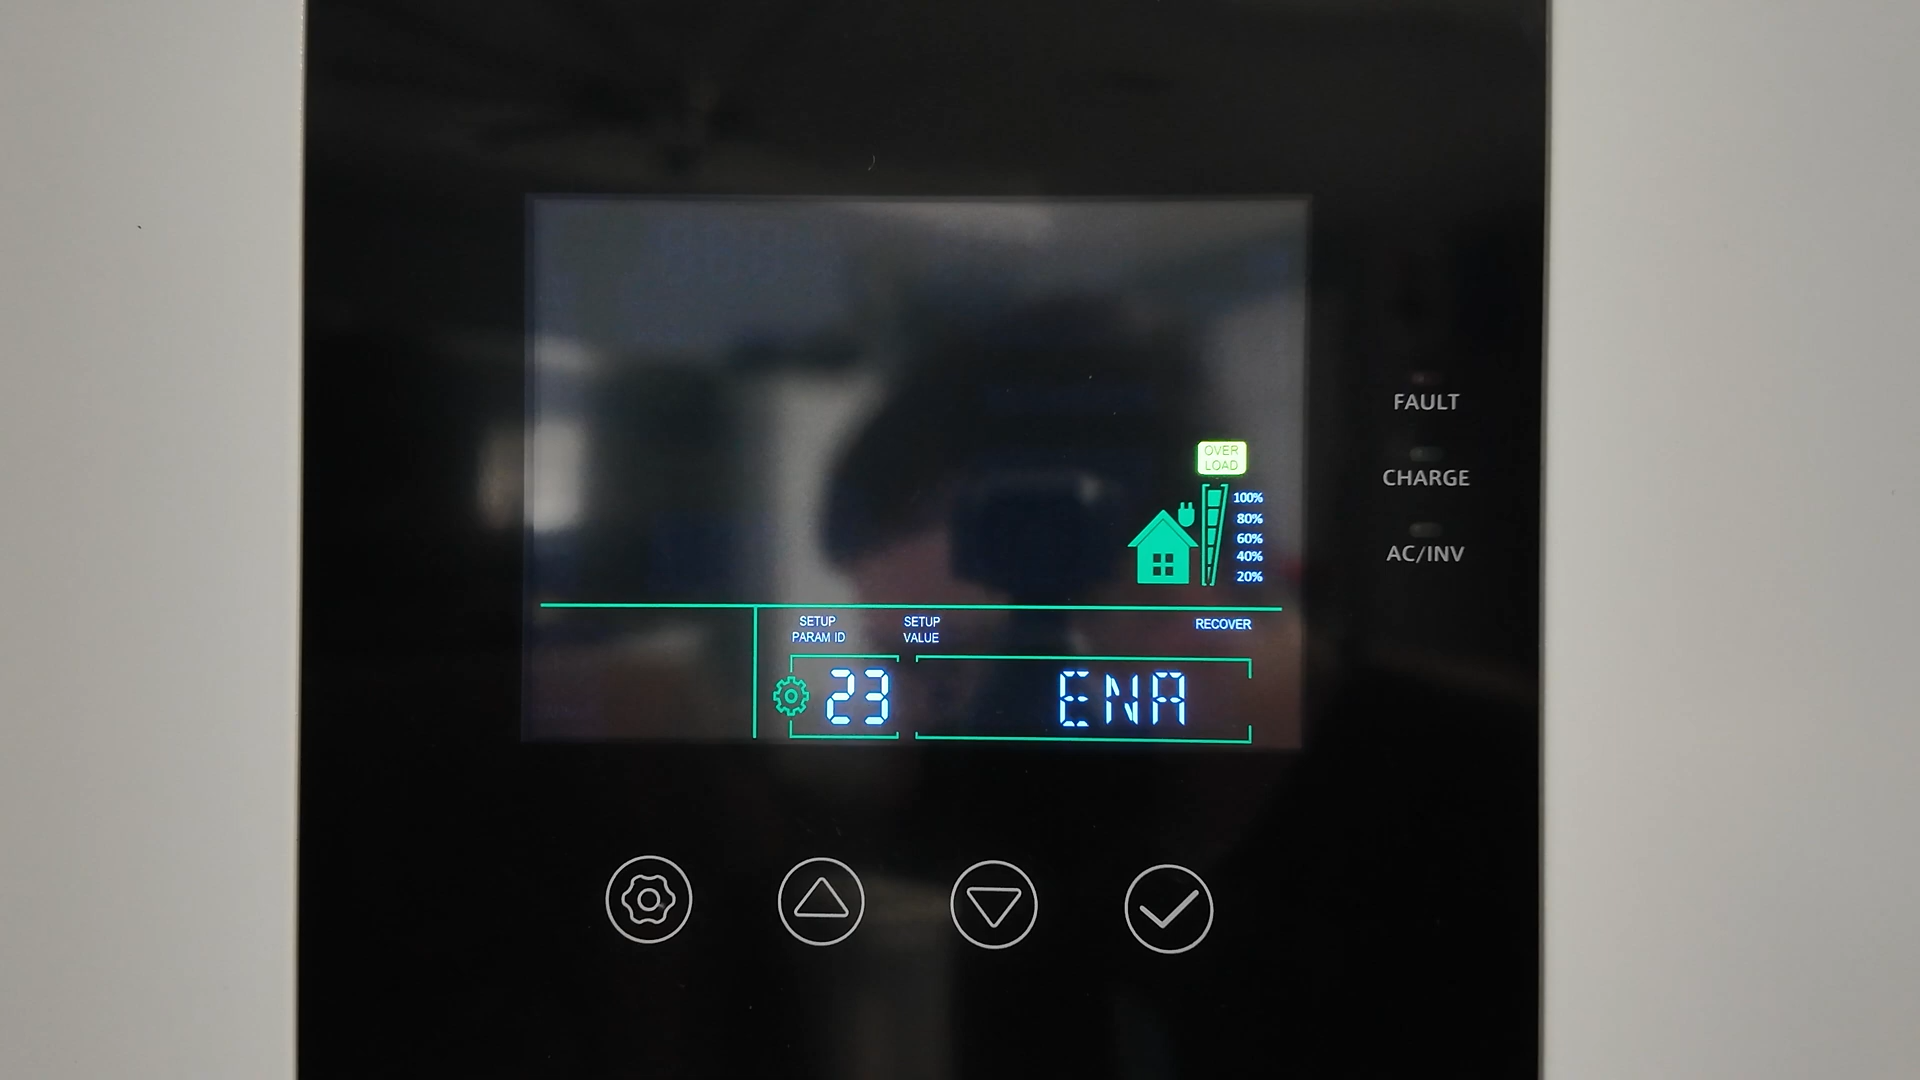 OVER
LOAD
100%
80%
60%
40%
20%
FAULT
CHARGE
AC/INV
SETUP
PARAM ID
SETUP
VALUE
RECOVER
23
ENA